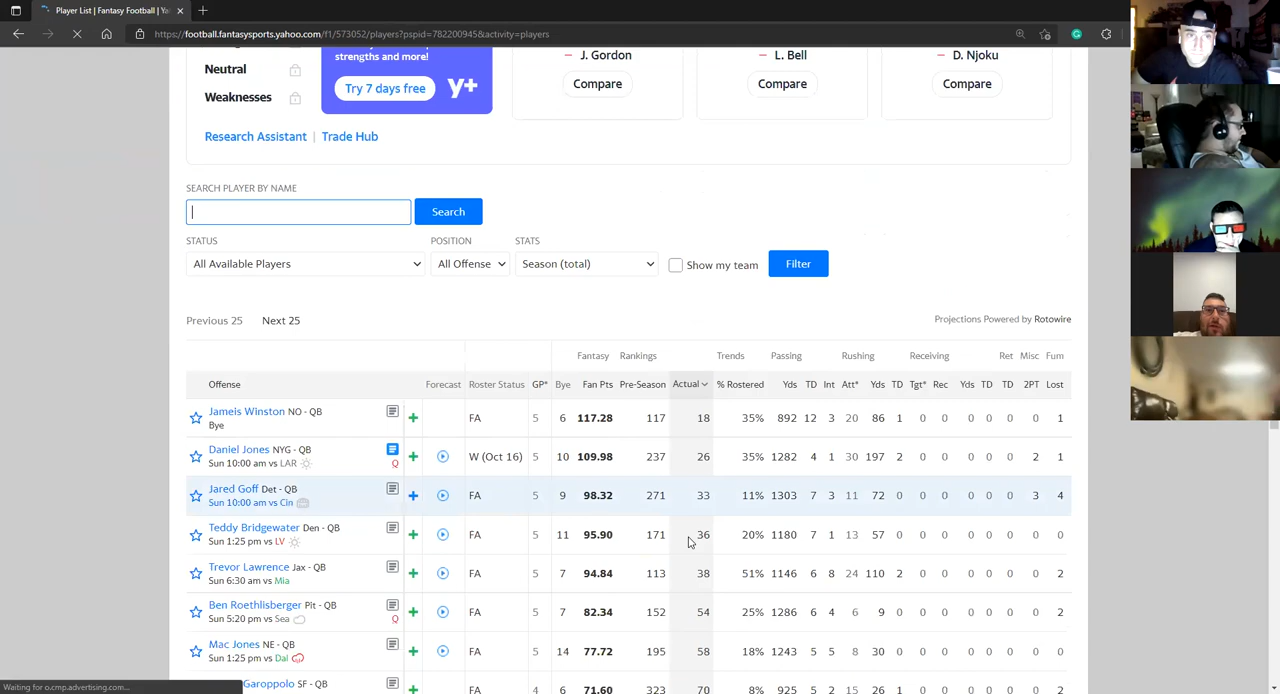 Player List | Fantasy Football | Ya
https://football.fantasysports.yahoo.com/f1/573052/players?pspid=782200945&activity=players
Neutral
Weaknesses
strengths and more!
Try 7 days free y+
J. Gordon
Compare
L. Bell
Compare
D. Njoku
Compare
Research Assistant | Trade Hub
SEARCH PLAYER BY NAME
Search
STATUS POSITION STATS
All Available Players All Offense Season (total) Show my team Filter
Previous 25 Next 25
Projections Powered by Rotowire
Fantasy Rankings Trends Passing Rushing Receiving Ret Misc Fum
Offense Forecast Roster Status GP* Bye Fan Pts Pre-Season Actual % Rostered Yds TD Int Att* Yds TD Tgt* Rec Yds TD TD 2PT Lost
Jameis Winston NO - QB FA 5 6 117.28 117 18 35% 892 12 3 20 86 1 0 0 0 0 0 0 1
Bye
Daniel Jones NYG - QB W (Oct 16) 5 10 109.98 237 26 35% 1282 4 1 30 197 2 0 0 0 0 0 2 1
Sun 10:00 am vs LAR Q
Jared Goff Det - QB FA 5 9 98.32 271 33 11% 1303 7 3 11 72 0 0 0 0 0 0 3 4
Sun 10:00 am vs Cin
Teddy Bridgewater Den - QB FA 5 11 95.90 171 36 20% 1180 7 1 13 57 0 0 0 0 0 0 0 0
Sun 1:25 pm vs LV
Trevor Lawrence Jax - QB FA 5 7 94.84 113 38 51% 1146 6 8 24 110 2 0 0 0 0 0 0 2
Sun 6:30 am vs Mia
Ben Roethlisberger Pit - QB FA 5 7 82.34 152 54 25% 1286 6 4 6 9 0 0 0 0 0 0 0 2
Sun 5:20 pm vs Sea Q
Mac Jones NE - QB FA 5 14 77.72 195 58 18% 1243 5 5 8 30 0 0 0 0 0 0 0 1
Sun 1:25 pm vs Dal
Garoppolo SF - QB FA 4 6 71.60 323 70 8% 925 5 2 15 26 2 0 0 0 0 0 0 2
Waiting for o.cmp.advertising.com...